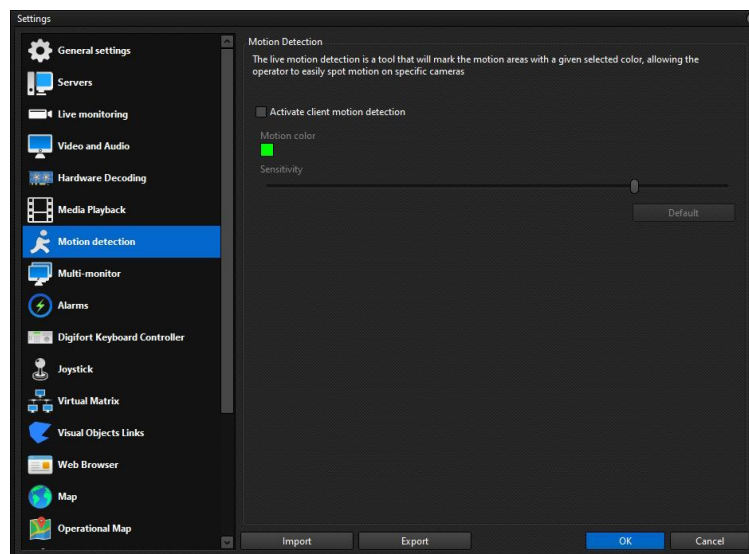 Settings
General settings
Servers
Live monitoring
Video and Audio
Hardware Decoding
Media Playback
Motion detection
Multi-monitor
Alarms
Digifort Keyboard Controller
Joystick
Virtual Matrix
Visual Objects Links
Web Browser
Map
Operational Map
Motion Detection
The live motion detection is a tool that will mark the motion areas with a given selected color, allowing the
operator to easily spot motion on specific cameras
Activate client motion detection
Motion color
Sensitivity
Default
Import
Export
OK
Cancel